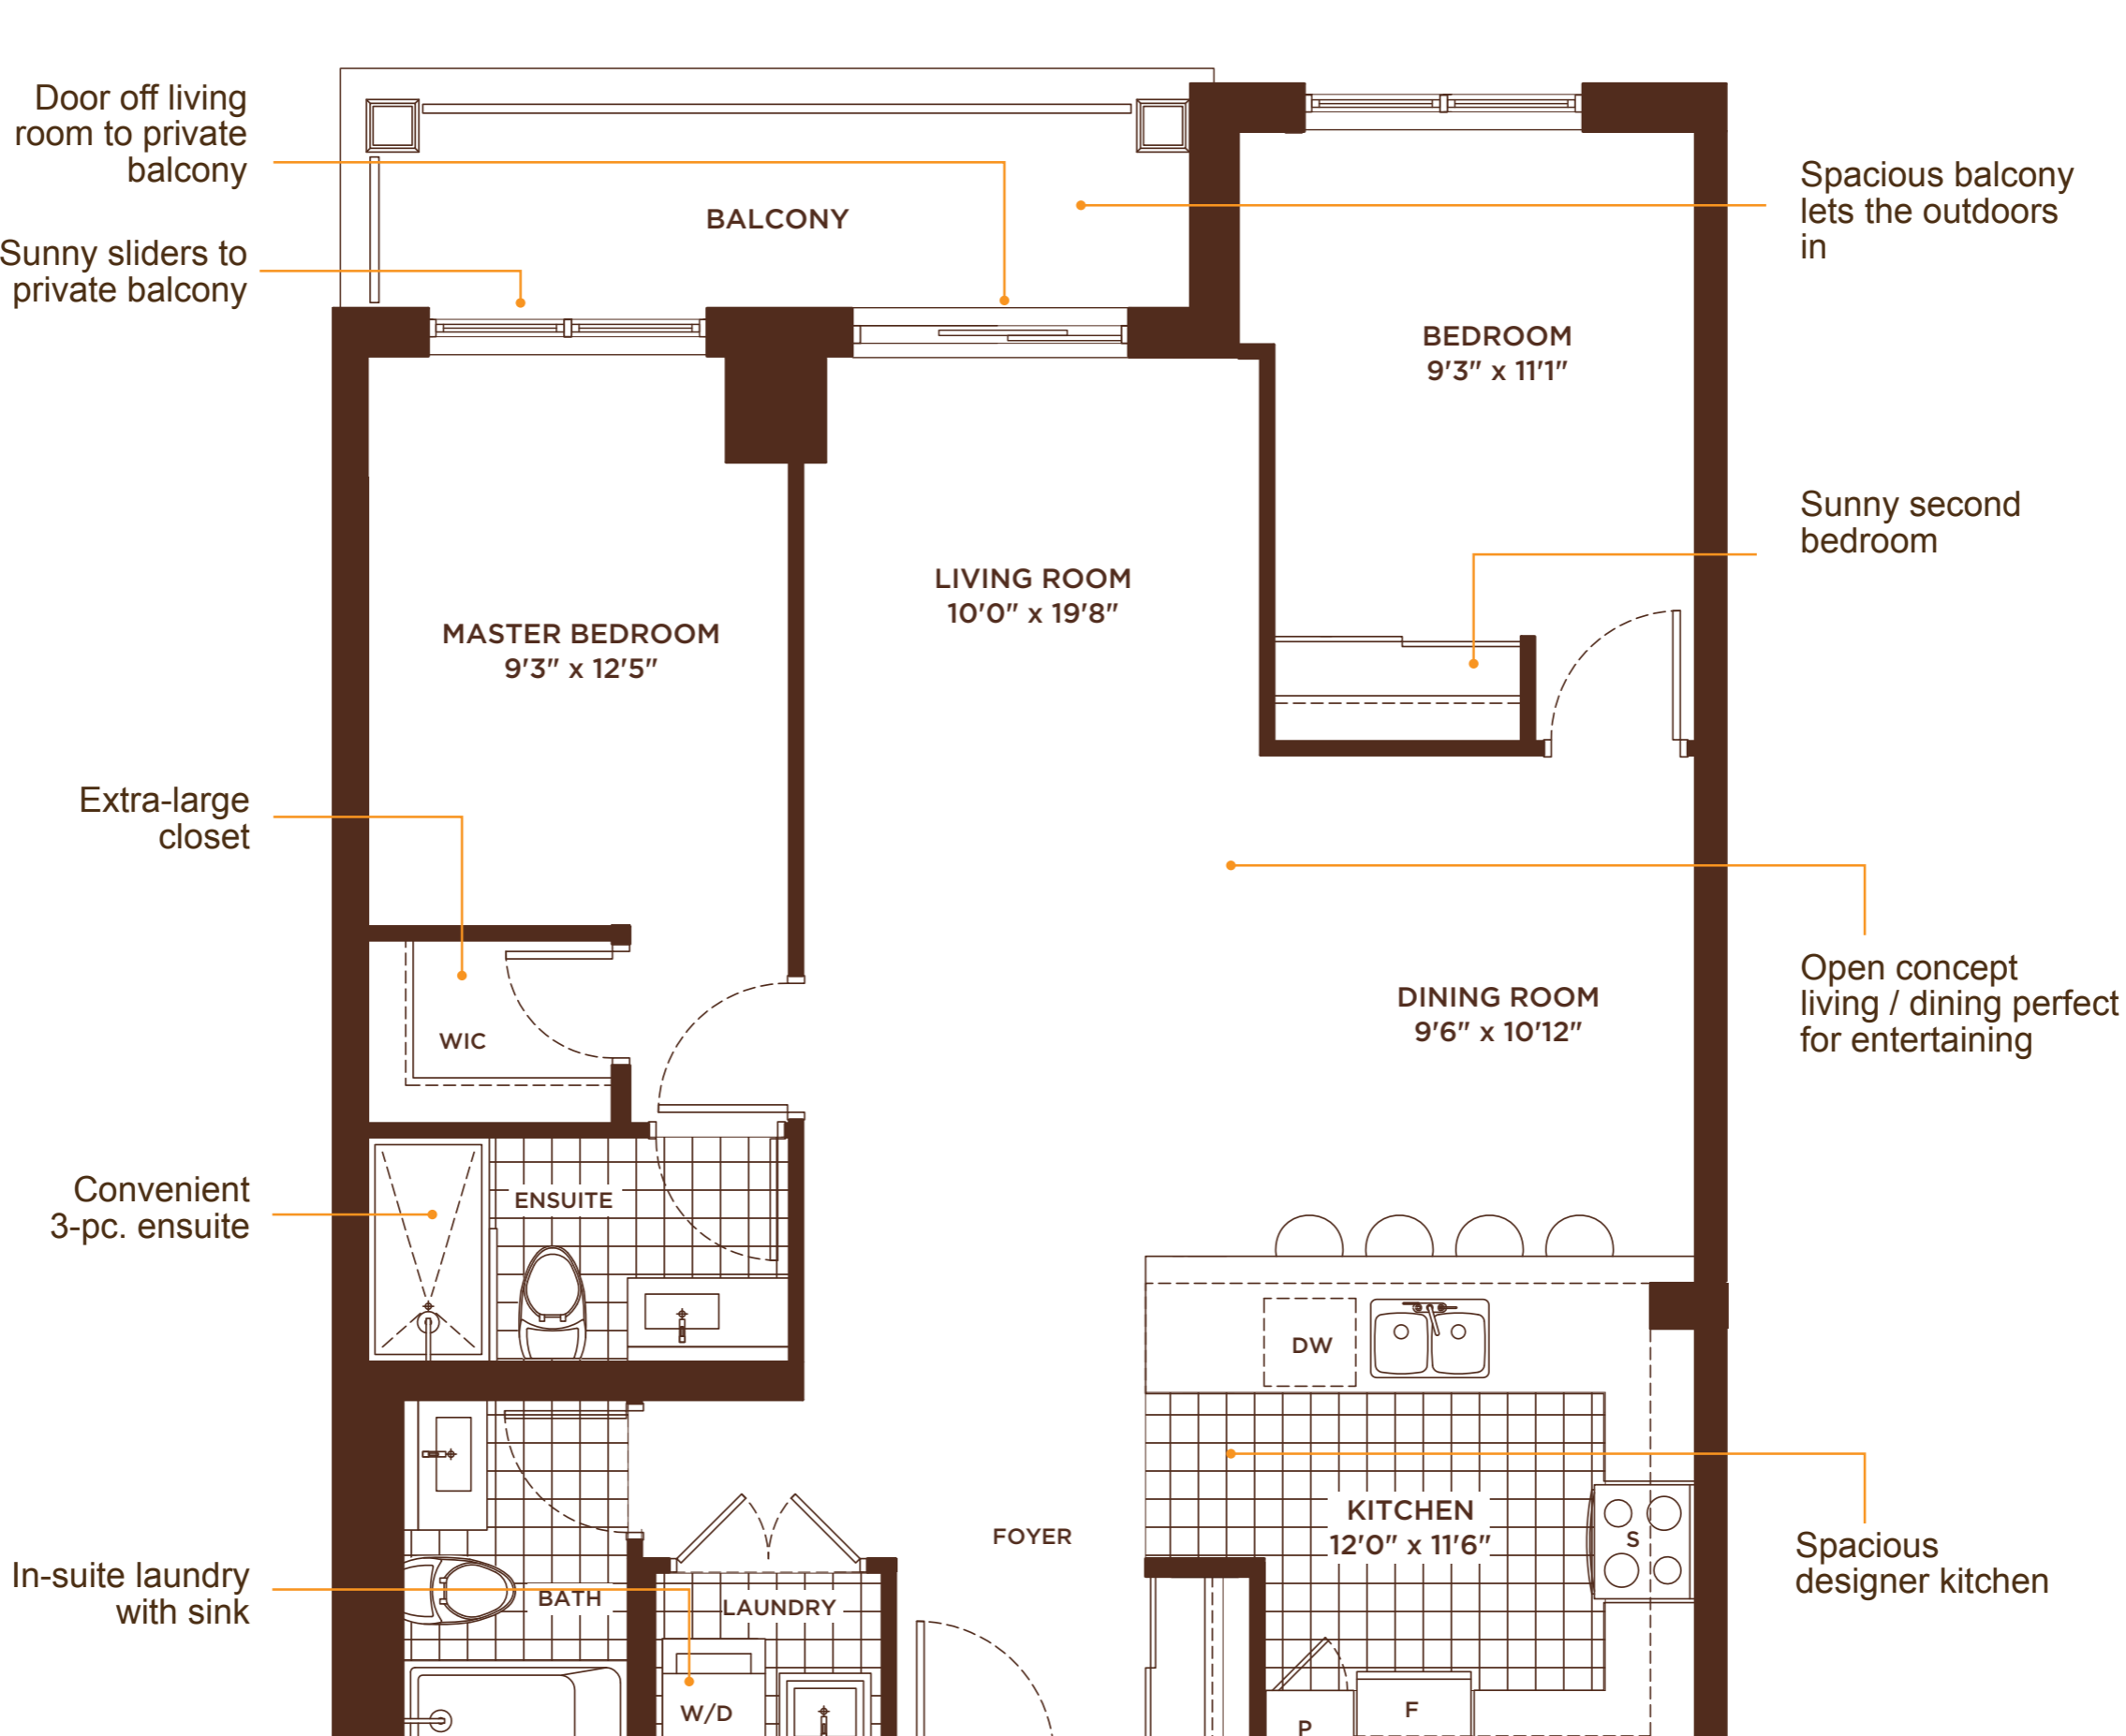 Door off living
room to private
balcony
Sunny sliders to
private balcony
BALCONY
Spacious balcony
lets the outdoors
in
BEDROOM
9'3" x 11'1"
Sunny second
bedroom
LIVING ROOM
10'0" x 19'8"
MASTER BEDROOM
9'3" x 12'5"
Extra-large
closet
WIC
DINING ROOM
9'6" x 10'12"
Open concept
living / dining perfect
for entertaining
Convenient
3-pc. ensuite
ENSUITE
DW
KITCHEN
12'0" x 11'6"
S
FOYER
Spacious
designer kitchen
In-suite laundry
with sink
BATH
LAUNDRY
W/D
F
P